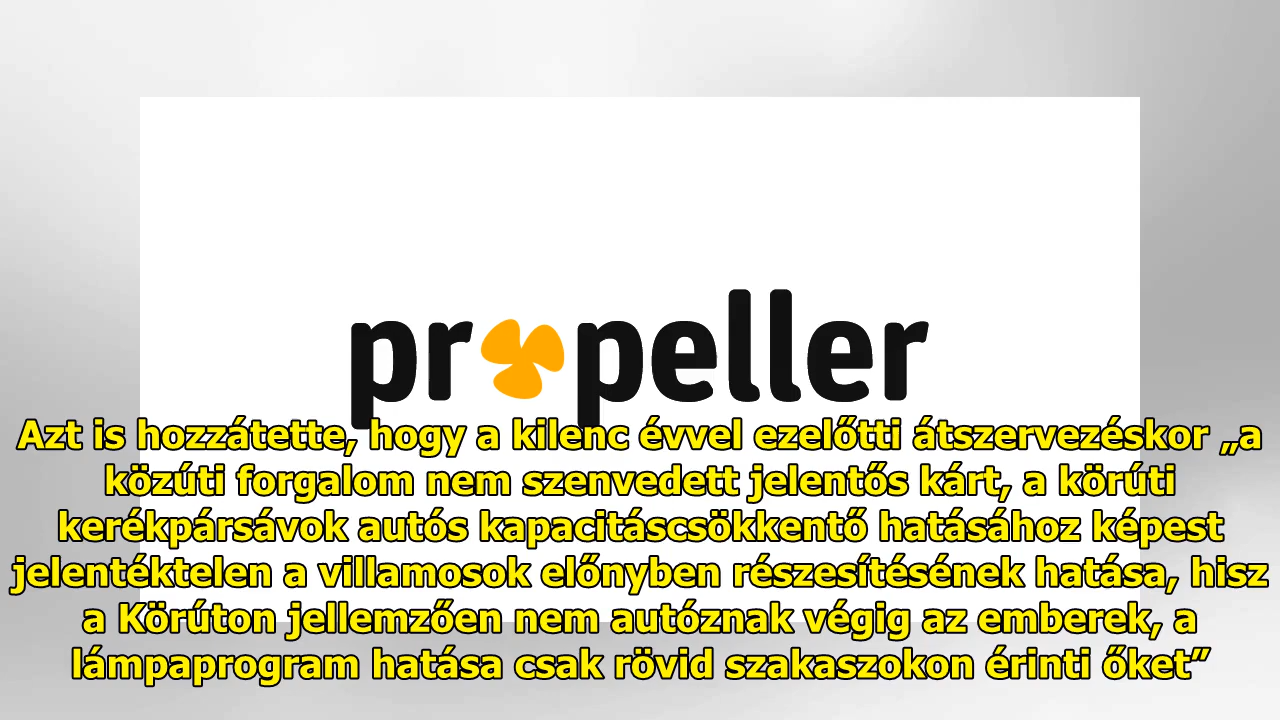 propeller
Azt is hozzátette, hogy a kilenc évvel ezelőtti átszervezéskor „a
közúti forgalom nem szenvedett jelentős kárt, a körúti
kerékpársávok autós kapacitáscsökkentő hatásához képest
jelentéktelen a villamosok előnyben részesítésének hatása, hisz
a Körúton jellemzően nem autóznak végig az emberek, a
lámpaprogram hatása csak rövid szakaszokon érinti őket”